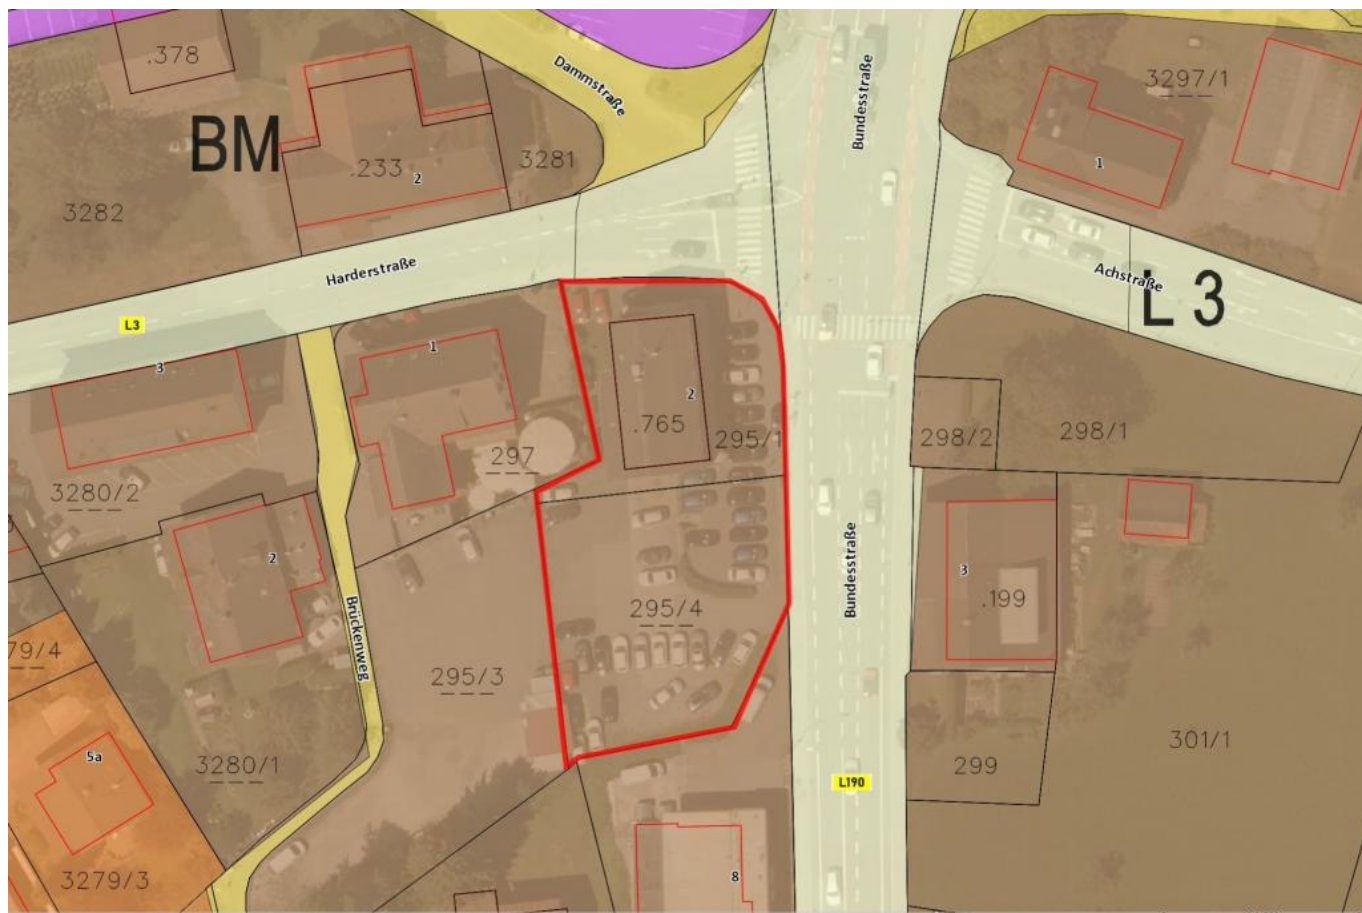 .378
Dammstraße
Bundesstraße
3297/1
BM
.233
2
3281
1
3282
Harderstraße
Achstraße
L 3
L3
3
1
2
.765
295/1
298/2
298/1
297
3280/2
2
3
.199
295/4
Bundesstraße
Brückenweg
79/4
295/3
5a
3280/1
299
301/1
L190
3279/3
8